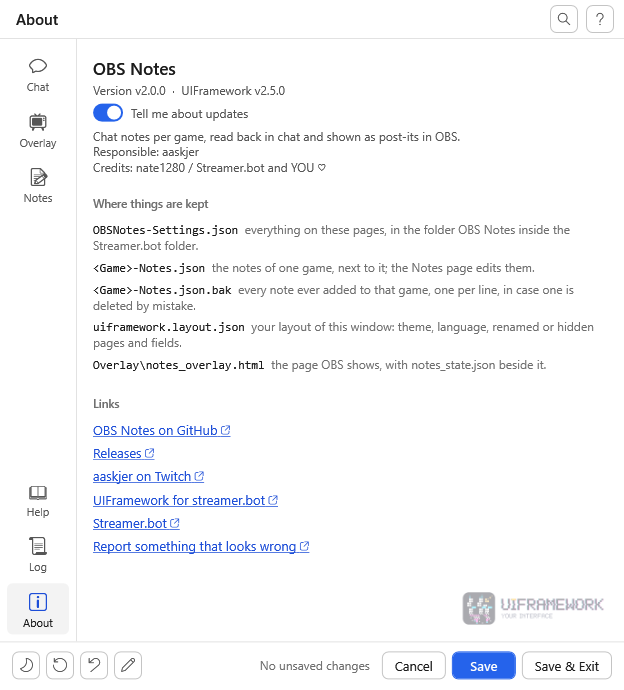 About
?
Chat
Overlay
Notes
OBS Notes
Version v2.0.0 · UIFramework v2.5.0
Tell me about updates
Chat notes per game, read back in chat and shown as post-its in OBS.
Responsible: aaskjer
Credits: nate1280 / Streamer.bot and YOU ♡
Where things are kept
OBSNotes-Settings.json everything on these pages, in the folder OBS Notes inside the
Streamer.bot folder.
<Game>-Notes.json the notes of one game, next to it; the Notes page edits them.
<Game>-Notes.json.bak every note ever added to that game, one per line, in case one is
deleted by mistake.
uiframework.layout.json your layout of this window: theme, language, renamed or hidden
pages and fields.
Overlay\notes_overlay.html the page OBS shows, with notes_state.json beside it.
Links
OBS Notes on GitHub
Releases
aaskjer on Twitch
UIFramework for streamer.bot
Streamer.bot
Report something that looks wrong
Help
Log
About
UIFRAMEWORK
YOUR INTERFACE
No unsaved changes
Cancel
Save
Save & Exit